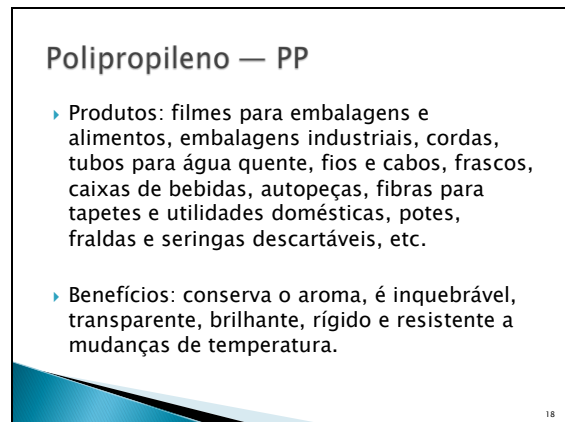 Polipropileno — PP
Produtos: filmes para embalagens e
alimentos, embalagens industriais, cordas,
tubos para água quente, fios e cabos, frascos,
caixas de bebidas, autopeças, fibras para
tapetes e utilidades domésticas, potes,
fraldas e seringas descartáveis, etc.
Benefícios: conserva o aroma, é inquebrável,
transparente, brilhante, rígido e resistente a
mudanças de temperatura.
18